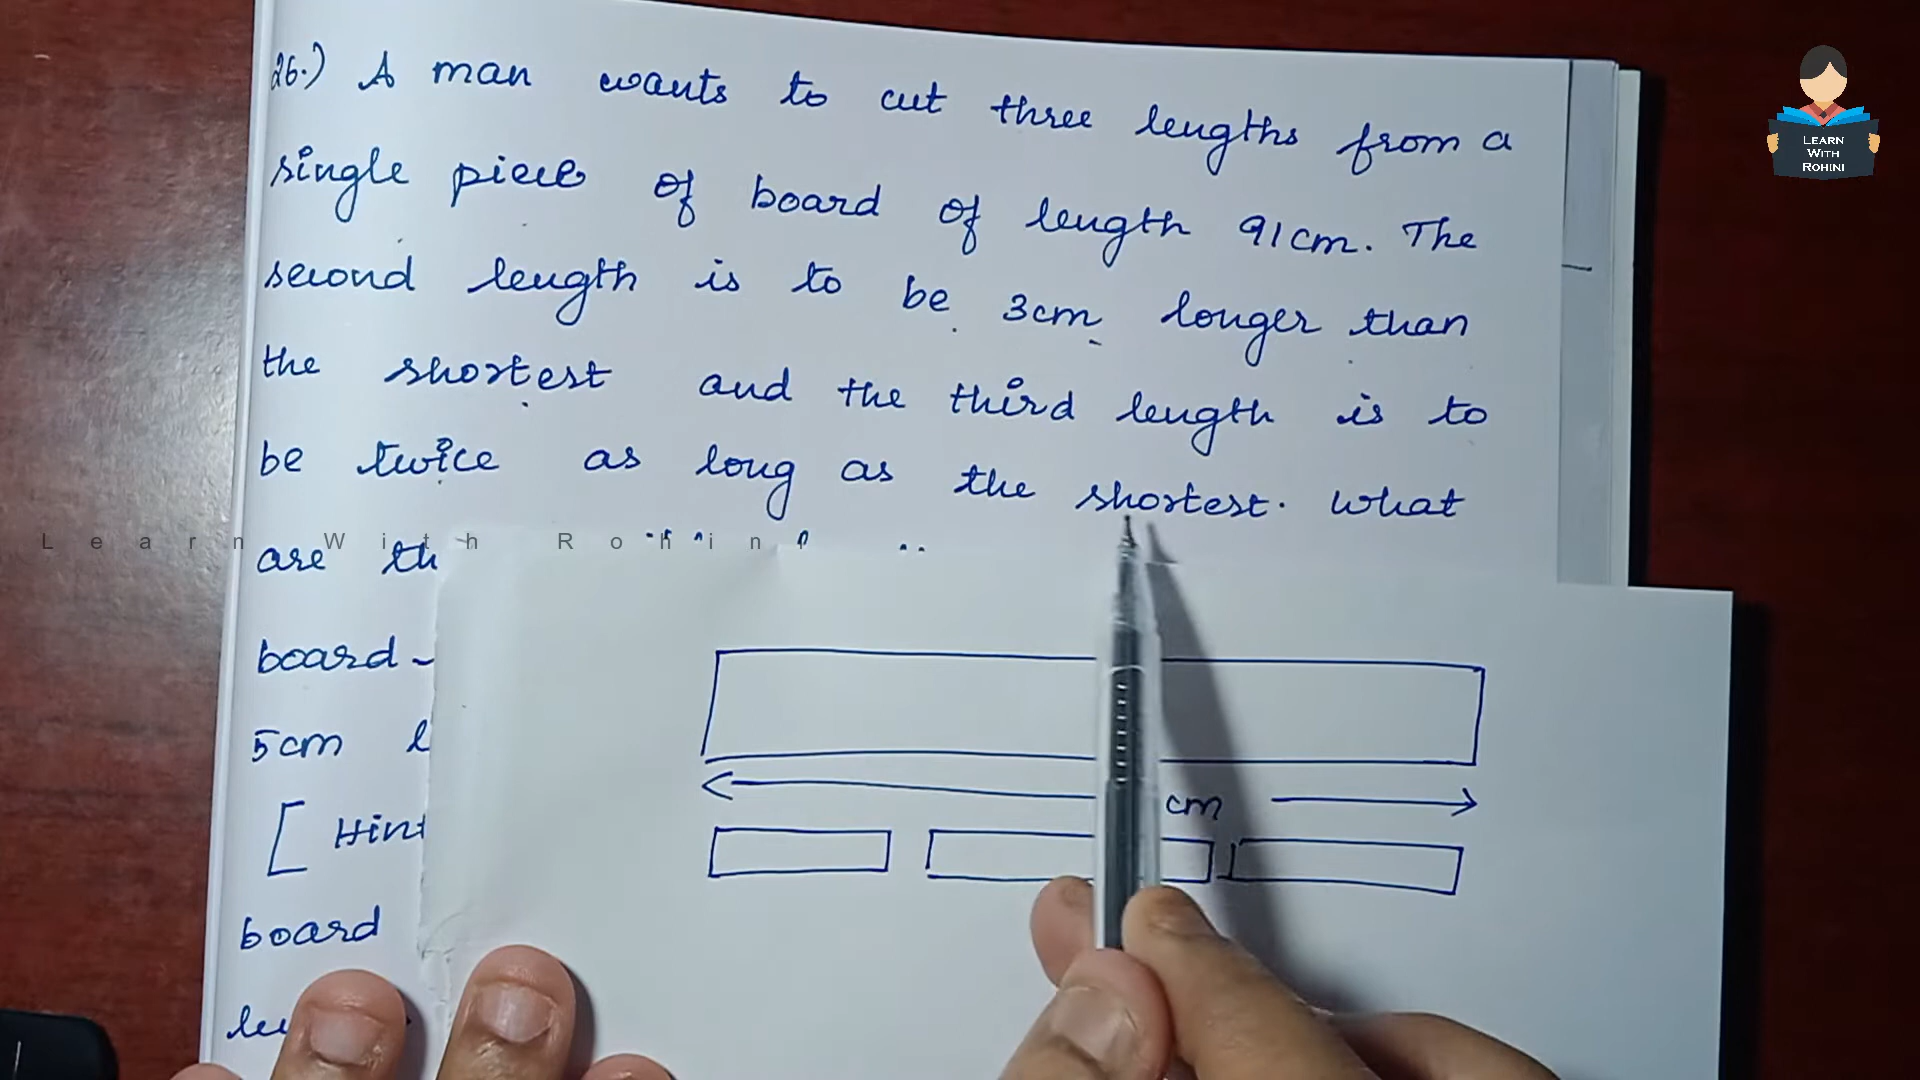 26.) A man wants to cut three lengths from a
single piece of board of length 91cm. The
second length is to be 3cm longer than
the shortest and the third length is to
be twice as long as the shortest. What
are th
board
5cm l
[ Hint
board
cm
LEARN
WITH
ROHINI
Learn With Rohini